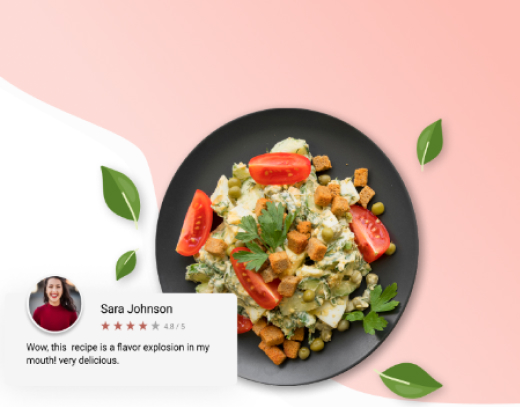 Sara Johnson
4.8 / 5
Wow, this recipe is a flavor explosion in my
mouth! very delicious.